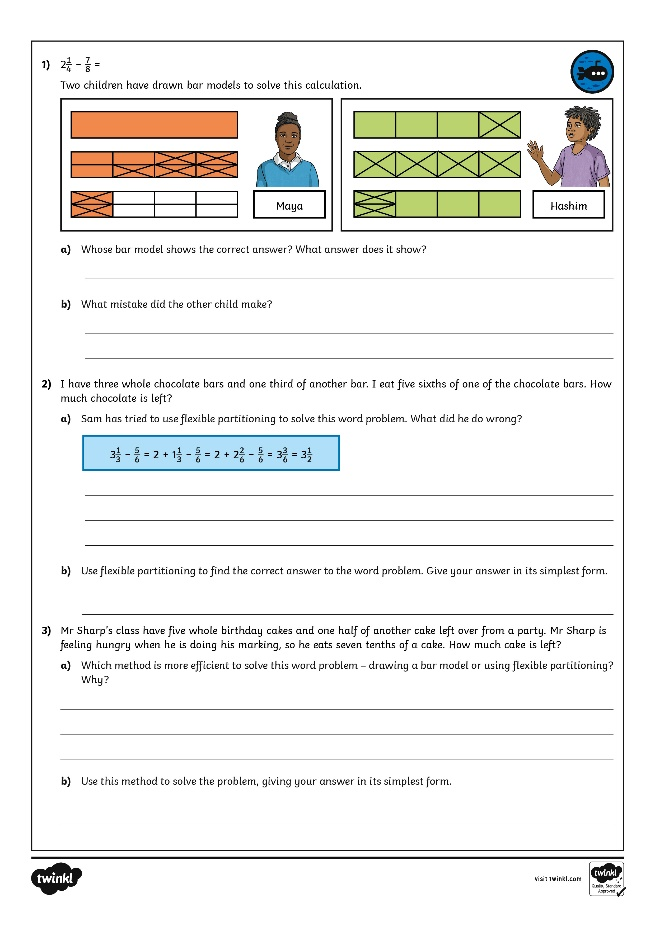 1) 2 1/4 − 7/8 =
Two children have drawn bar models to solve this calculation.
Maya
Hashim
a) Whose bar model shows the correct answer? What answer does it show?
b) What mistake did the other child make?
2) I have three whole chocolate bars and one third of another bar. I eat five sixths of one of the chocolate bars. How
much chocolate is left?
a) Sam has tried to use flexible partitioning to solve this word problem. What did he do wrong?
3 1/3 − 5/6 = 2 + 1 1/3 − 5/6 = 2 + 2 2/6 − 5/6 = 3 3/6 = 3 1/2
b) Use flexible partitioning to find the correct answer to the word problem. Give your answer in its simplest form.
3) Mr Sharp's class have five whole birthday cakes and one half of another cake left over from a party. Mr Sharp is
feeling hungry when he is doing his marking, so he eats seven tenths of a cake. How much cake is left?
a) Which method is more efficient to solve this word problem – drawing a bar model or using flexible partitioning?
Why?
b) Use this method to solve the problem, giving your answer in its simplest form.
twinkl
visit twinkl.com
twinkl
Quality Standard
Approved